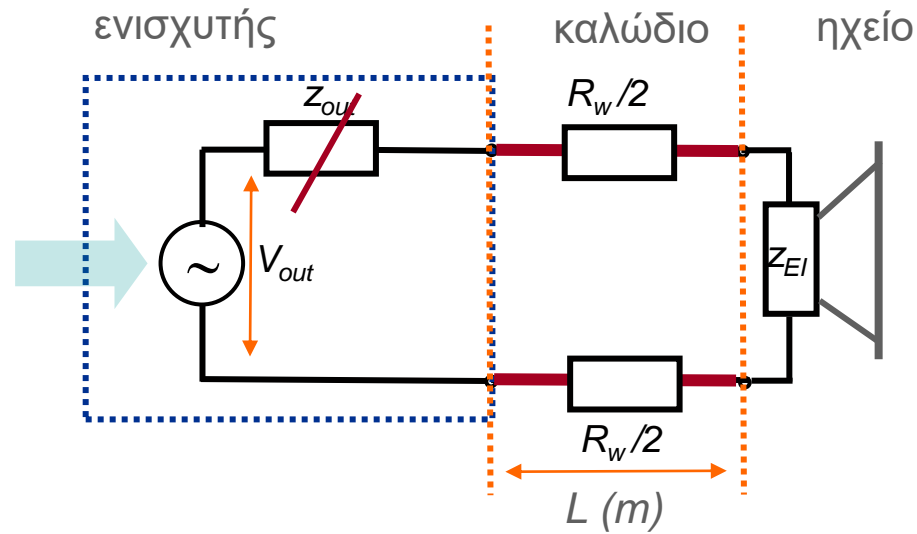 ενισχυτής
καλώδιο
ηχείο
z_out
R_w /2
~
V_out
z_El
R_w /2
L (m)